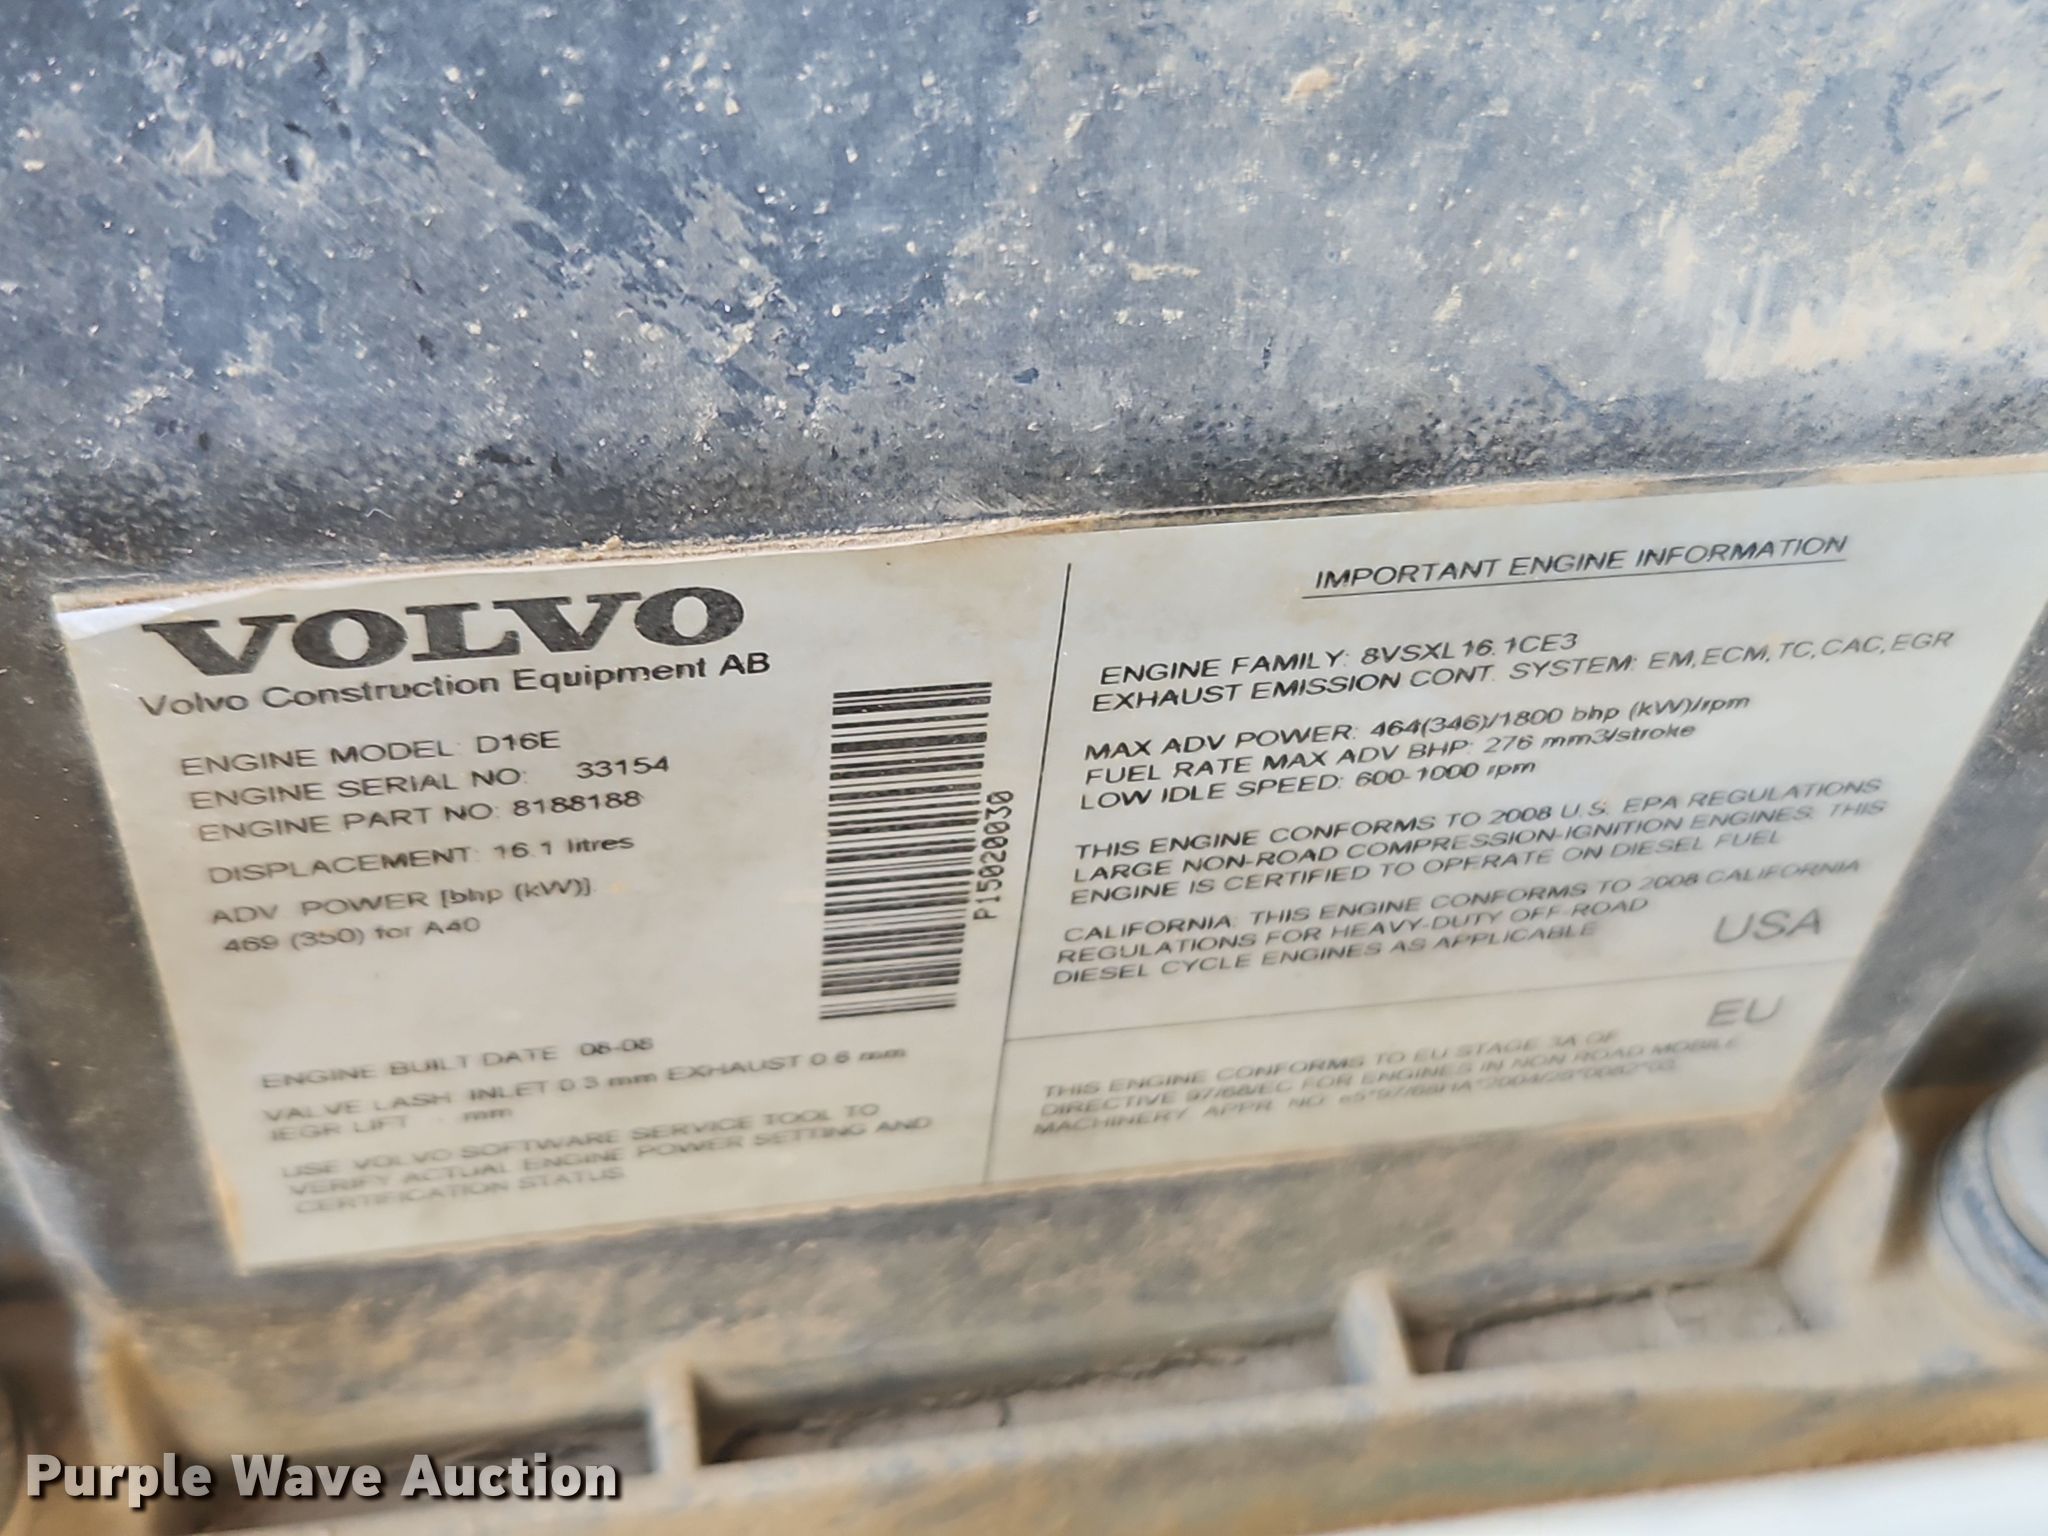 VOLVO
Volvo Construction Equipment AB
ENGINE MODEL: D16E
ENGINE SERIAL NO: 33154
ENGINE PART NO: 8188188
DISPLACEMENT: 16.1 litres
ADV. POWER [bhp (kW)]:
469 (350) for A40
ENGINE BUILT DATE
VALVE LASH INLET 0.3 mm EXHAUST 0.6 mm
IEGR LIFT - mm
USE VOLVO SOFTWARE SERVICE TOOL TO
VERIFY ACTUAL ENGINE POWER SETTING AND
CERTIFICATION STATUS
P15020030
IMPORTANT ENGINE INFORMATION
ENGINE FAMILY: 8VSXL16.1CE3
EXHAUST EMISSION CONT. SYSTEM: EM,ECM,TC,CAC,EGR
MAX ADV POWER: 464(346)/1800 bhp (kW)/rpm
FUEL RATE MAX ADV BHP: 276 mm3/stroke
LOW IDLE SPEED: 600-1000 rpm
THIS ENGINE CONFORMS TO 2008 U.S. EPA REGULATIONS
LARGE NON-ROAD COMPRESSION-IGNITION ENGINES. THIS
ENGINE IS CERTIFIED TO OPERATE ON DIESEL FUEL
CALIFORNIA: THIS ENGINE CONFORMS TO 2008 CALIFORNIA
REGULATIONS FOR HEAVY-DUTY OFF-ROAD
DIESEL CYCLE ENGINES AS APPLICABLE
USA
EU
THIS ENGINE CONFORMS TO EU STAGE 3A OF
DIRECTIVE 97/68/EC FOR ENGINES IN NON ROAD MOBILE
MACHINERY. APPR. NO:
Purple Wave Auction